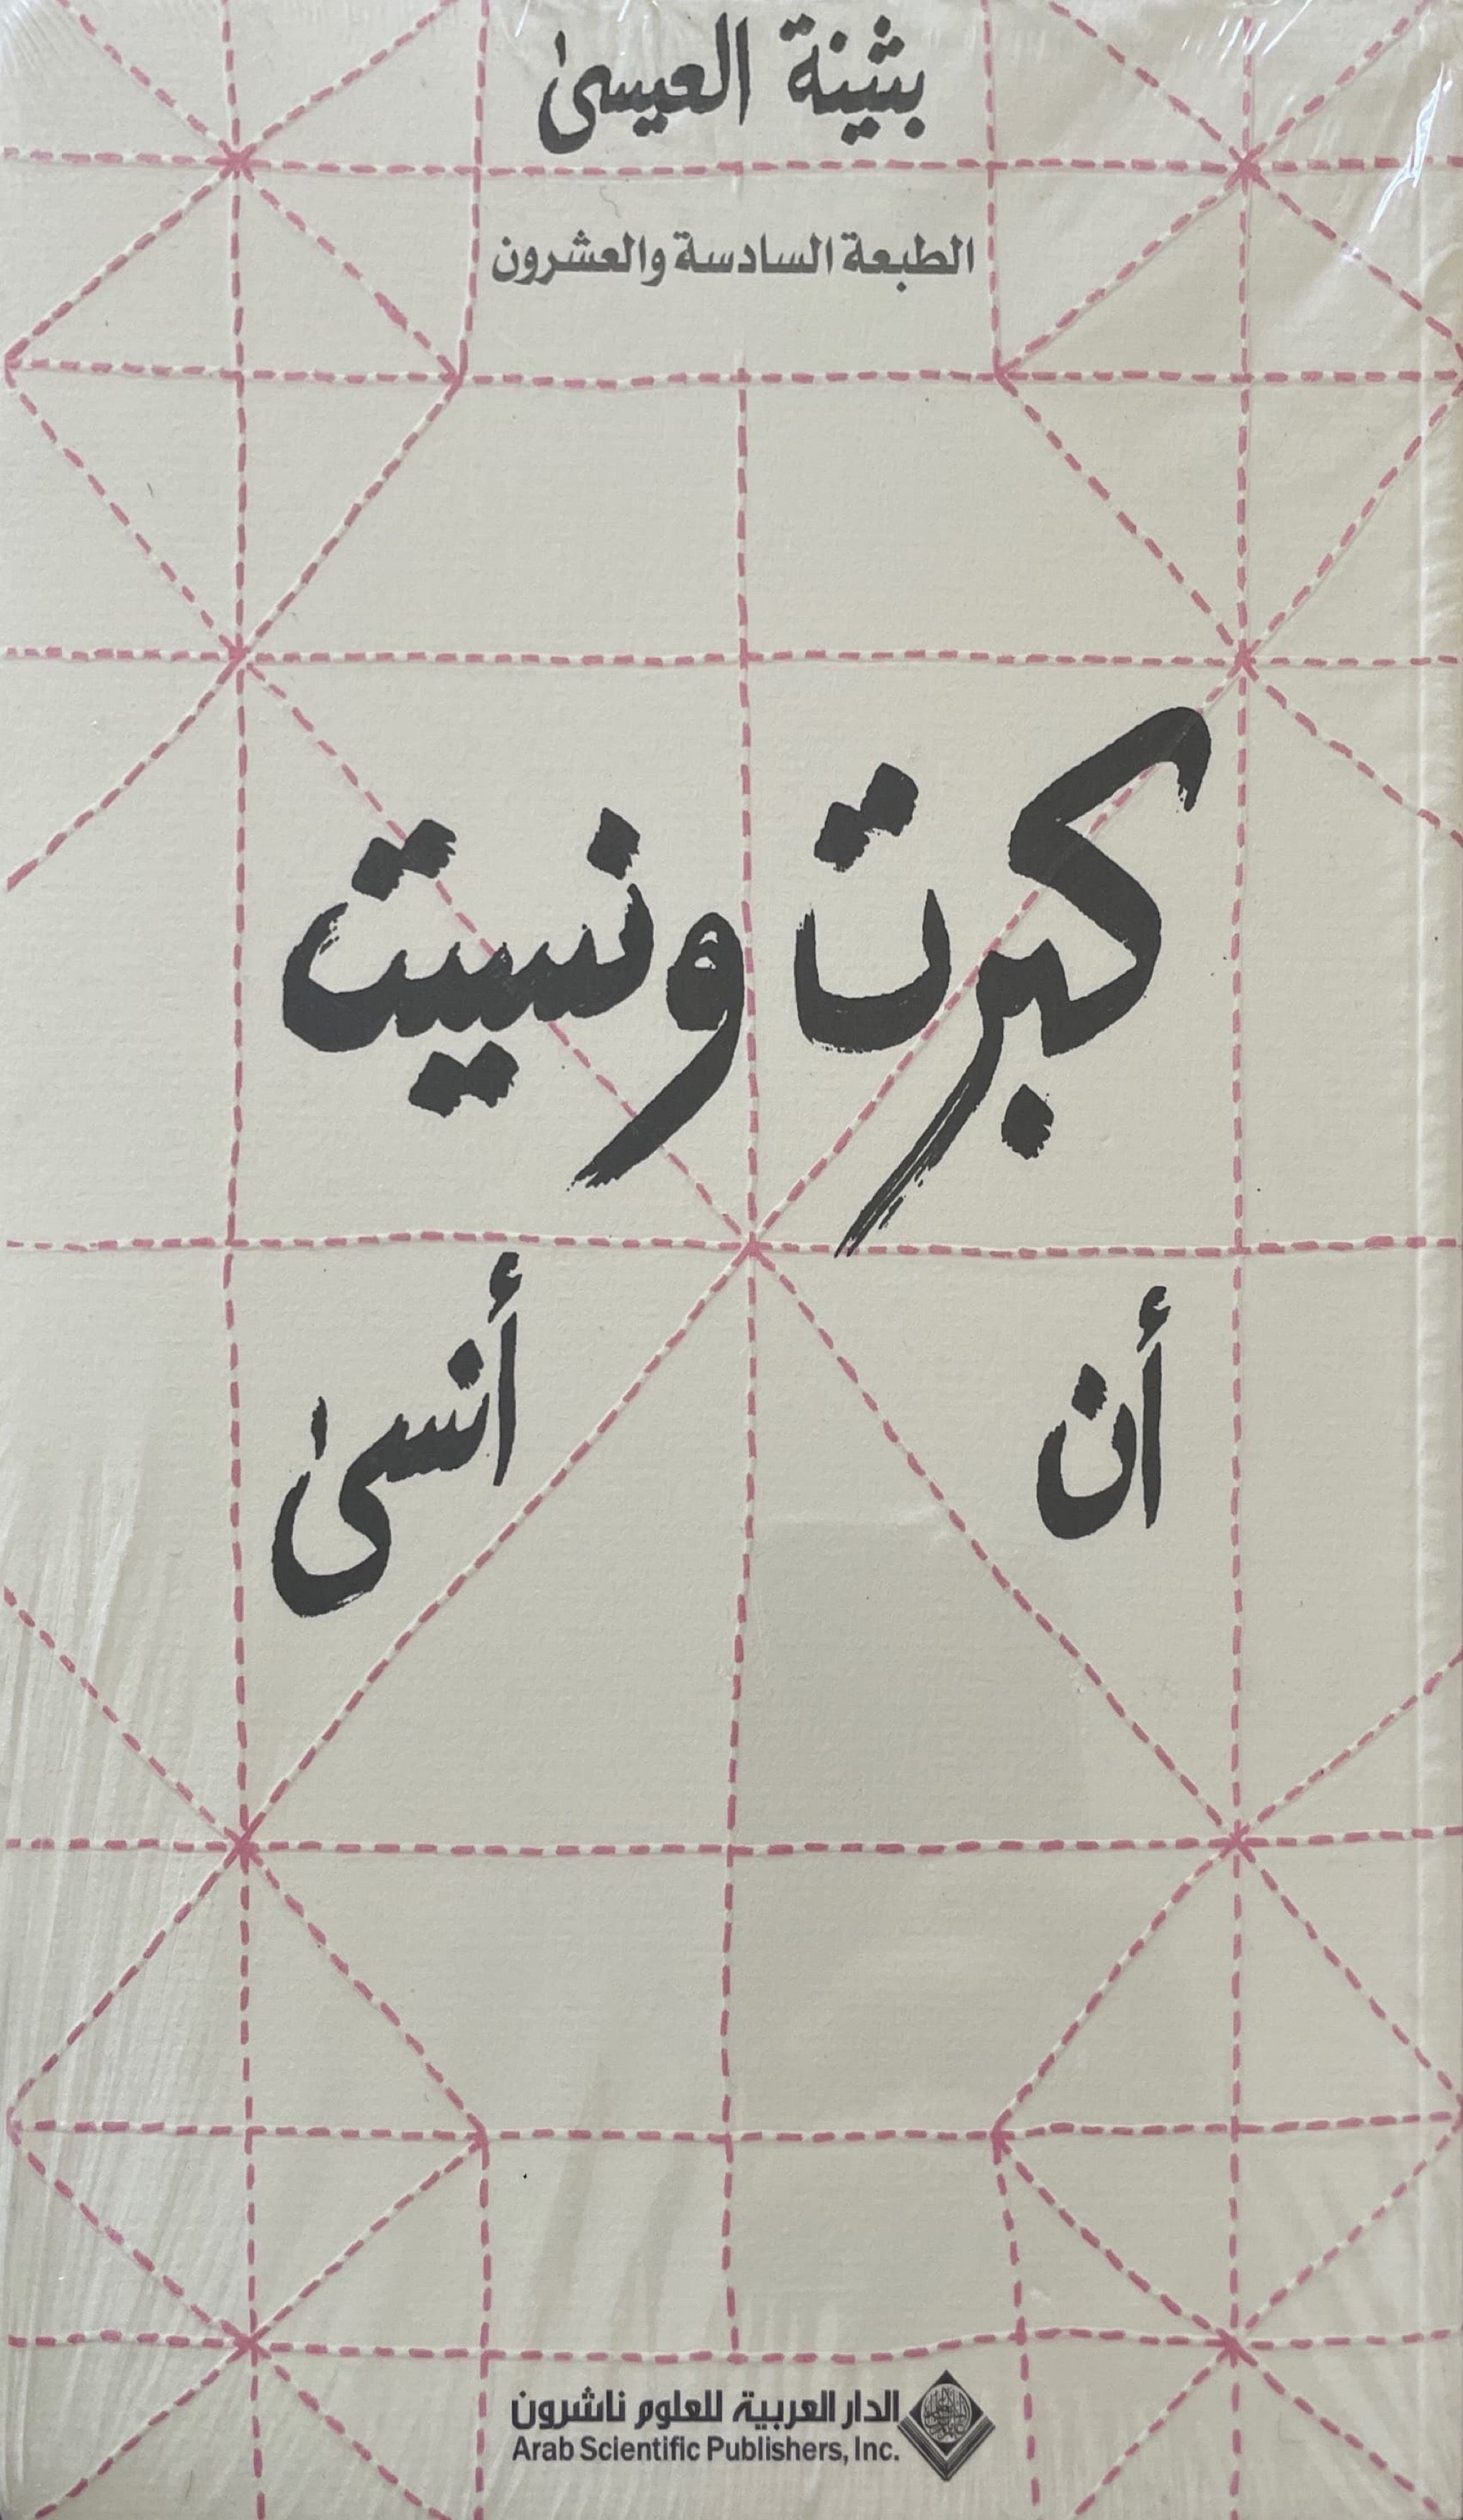 بثينة العيسى
الطبعة السادسة والعشرون
كبرت ونسيت
أن أنسى
الدار العربية للعلوم ناشرون
Arab Scientific Publishers, Inc.